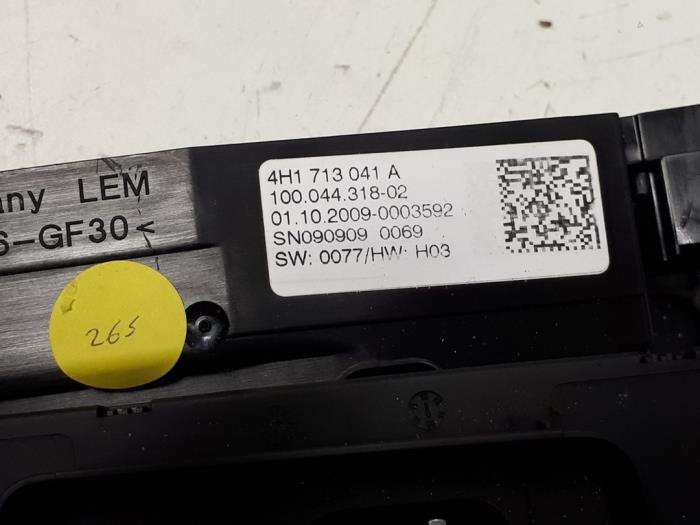 any LEM
S-GF30<
4H1 713 041 A
100.044.318-02
01.10.2009-0003592
SN090909 0069
SW: 0077/HW: H03
265